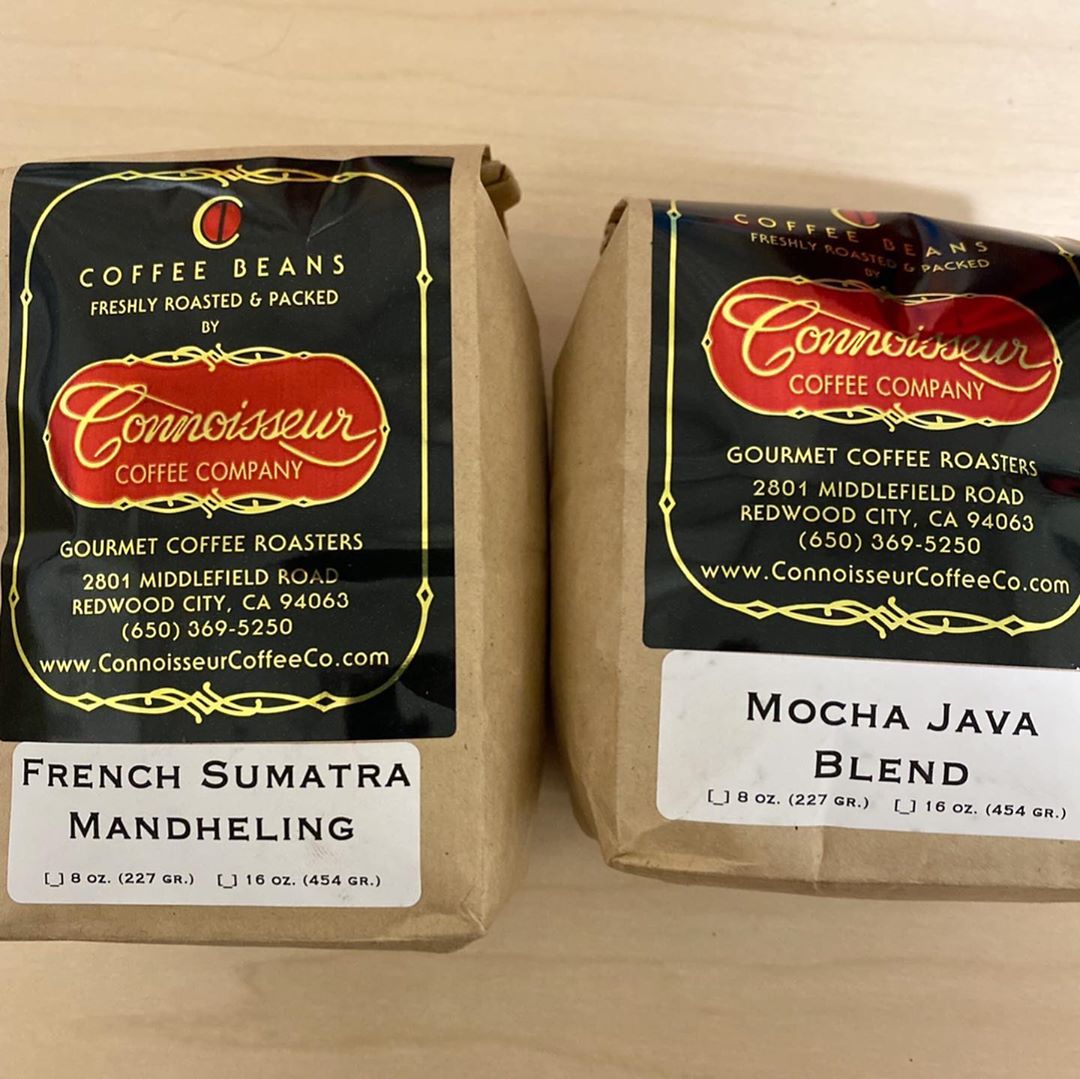 COFFEE BEANS
FRESHLY ROASTED & PACKED
BY
Connoisseur
COFFEE COMPANY
GOURMET COFFEE ROASTERS
2801 MIDDLEFIELD ROAD
REDWOOD CITY, CA 94063
(650) 369-5250
www.ConnoisseurCoffeeCo.com
FRENCH SUMATRA
MANDHELING
[_] 8 OZ. (227 GR.) [_] 16 OZ. (454 GR.)
COFFEE BEANS
FRESHLY ROASTED & PACKED
BY
Connoisseur
COFFEE COMPANY
GOURMET COFFEE ROASTERS
2801 MIDDLEFIELD ROAD
REDWOOD CITY, CA 94063
(650) 369-5250
www.ConnoisseurCoffeeCo.com
MOCHA JAVA
BLEND
[_] 8 OZ. (227 GR.) [_] 16 OZ. (454 GR.)